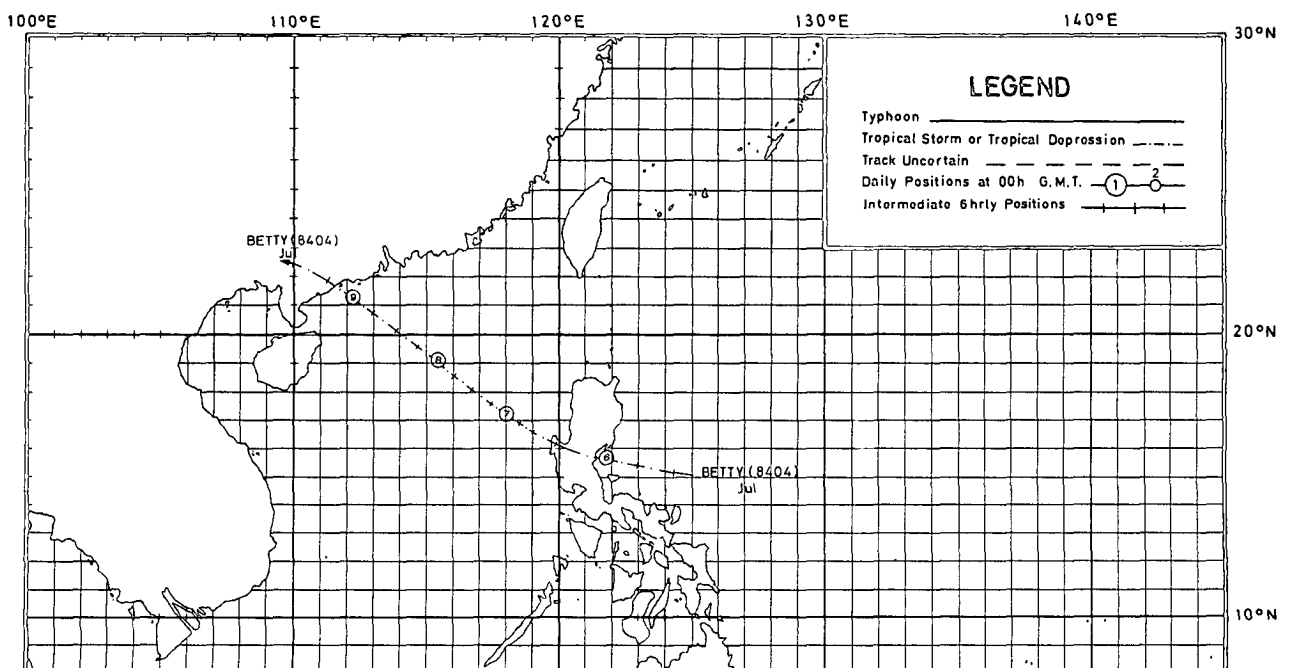 100°E 110°E 120°E 130°E 140°E
30°N
LEGEND
Typhoon
Tropical Storm or Tropical Doprossion
Track Uncertain
Daily Positions at 00h G.M.T. 1 2
Intermediate 6hrly Positions
BETTY(8404)
Jul
9
20°N
8
7
6
BETTY(8404)
Jul
10°N